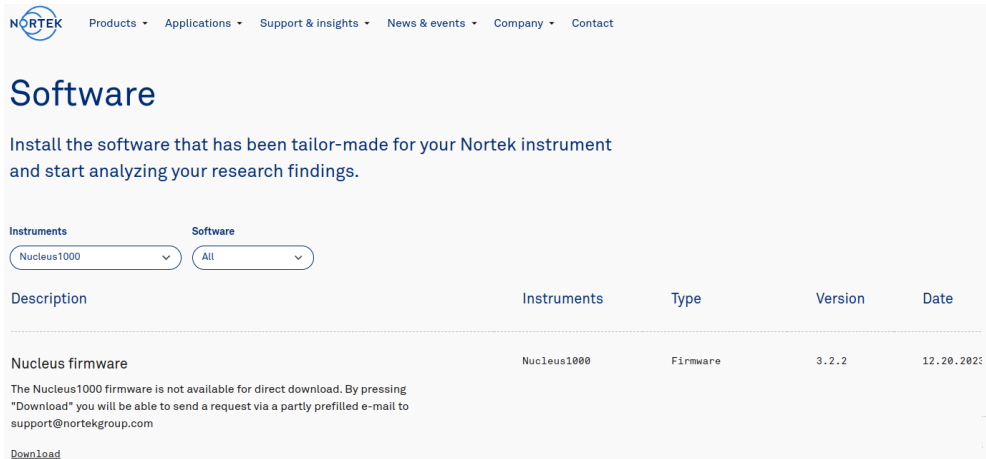 NORTEK Products Applications Support & insights News & events Company Contact
Software
Install the software that has been tailor-made for your Nortek instrument
and start analyzing your research findings.
Instruments Software
Nucleus1000 All
Description Instruments Type Version Date
Nucleus firmware Nucleus1000 Firmware 3.2.2 12.20.2023
The Nucleus1000 firmware is not available for direct download. By pressing
"Download" you will be able to send a request via a partly prefilled e-mail to
support@nortekgroup.com
Download